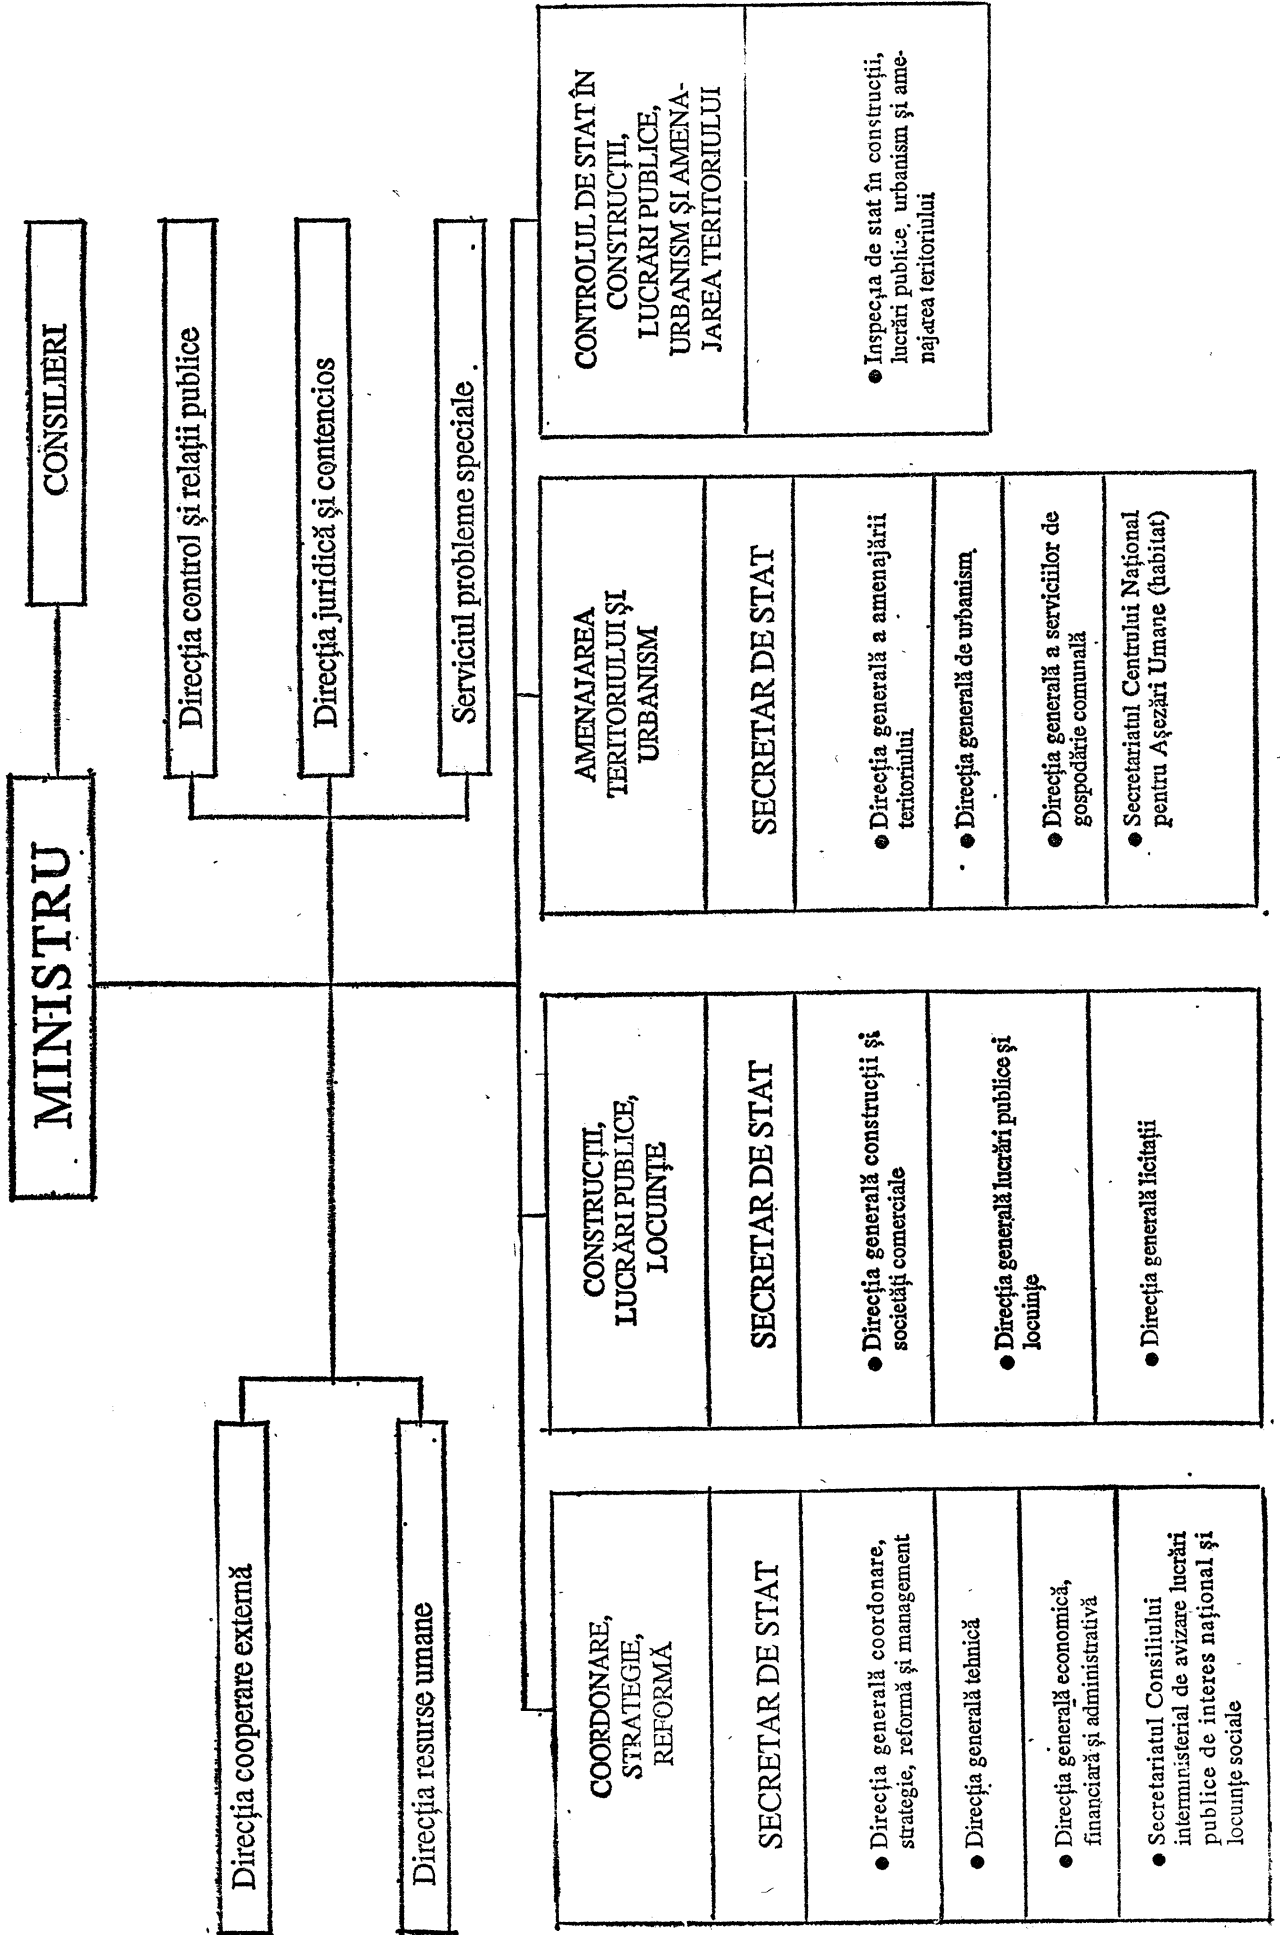 MINISTRU
CONSILIERI
Direcția cooperare externă
Direcția resurse umane
Direcția control și relații publice
Direcția juridică și contencios
Serviciul probleme speciale
COORDONARE,
STRATEGIE,
REFORMĂ
SECRETAR DE STAT
● Direcția generală coordonare,
strategie, reformă și management
● Direcția generală tehnică
● Direcția generală economică,
financiară și administrativă
● Secretariatul Consiliului
interministerial de avizare lucrări
publice de interes național și
locuințe sociale
CONSTRUCȚII,
LUCRĂRI PUBLICE,
LOCUINȚE
SECRETAR DE STAT
● Direcția generală construcții și
societăți comerciale
● Direcția generală lucrări publice și
locuințe
● Direcția generală licitații
AMENAJAREA
TERITORIULUI ȘI
URBANISM
SECRETAR DE STAT
● Direcția generală a amenajării
teritoriului
● Direcția generală de urbanism
● Direcția generală a serviciilor de
gospodărie comunală
● Secretariatul Centrului Național
pentru Așezări Umane (habitat)
CONTROLUL DE STAT ÎN
CONSTRUCȚII,
LUCRĂRI PUBLICE,
URBANISM ȘI AMENA-
JAREA TERITORIULUI
● Inspecția de stat în construcții,
lucrări publice, urbanism și ame-
najarea teritoriului